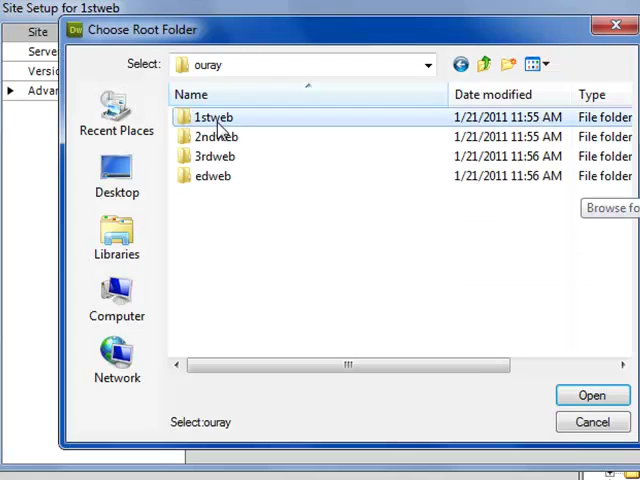 Site Setup for 1stweb
Site
Serve
Versio
Advar
Dw Choose Root Folder
Select: ouray
Name Date modified Type
1stweb 1/21/2011 11:55 AM File folder
2ndweb 1/21/2011 11:55 AM File folder
3rdweb 1/21/2011 11:56 AM File folder
edweb 1/21/2011 11:56 AM File folder
Browse fo
Recent Places
Desktop
Libraries
Computer
Network
Open
Select:ouray Cancel